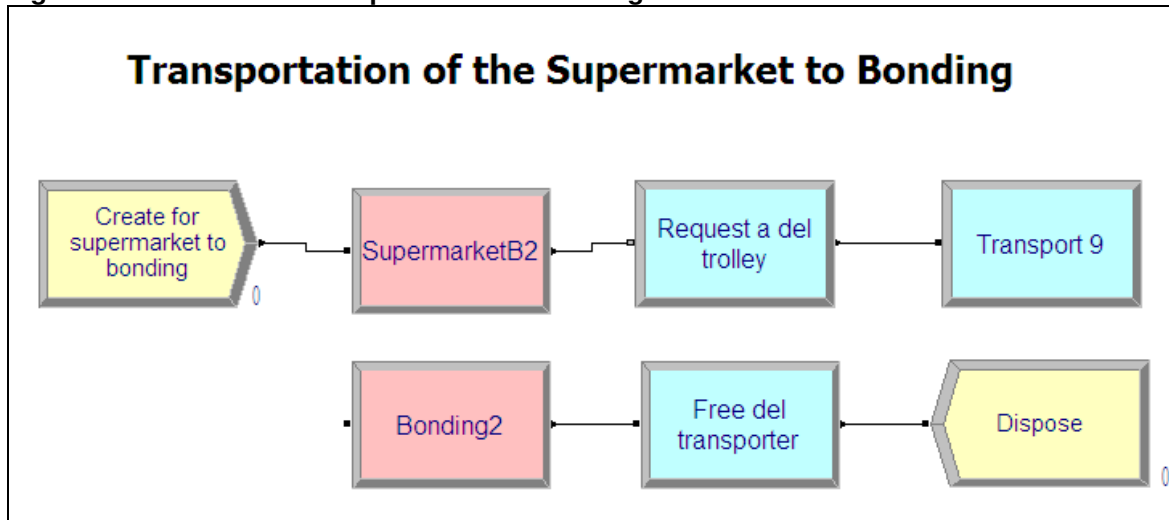 Transportation of the Supermarket to Bonding
Create for
supermarket to
bonding
0
SupermarketB2
Request a del
trolley
Transport 9
Bonding2
Free del
transporter
Dispose
0